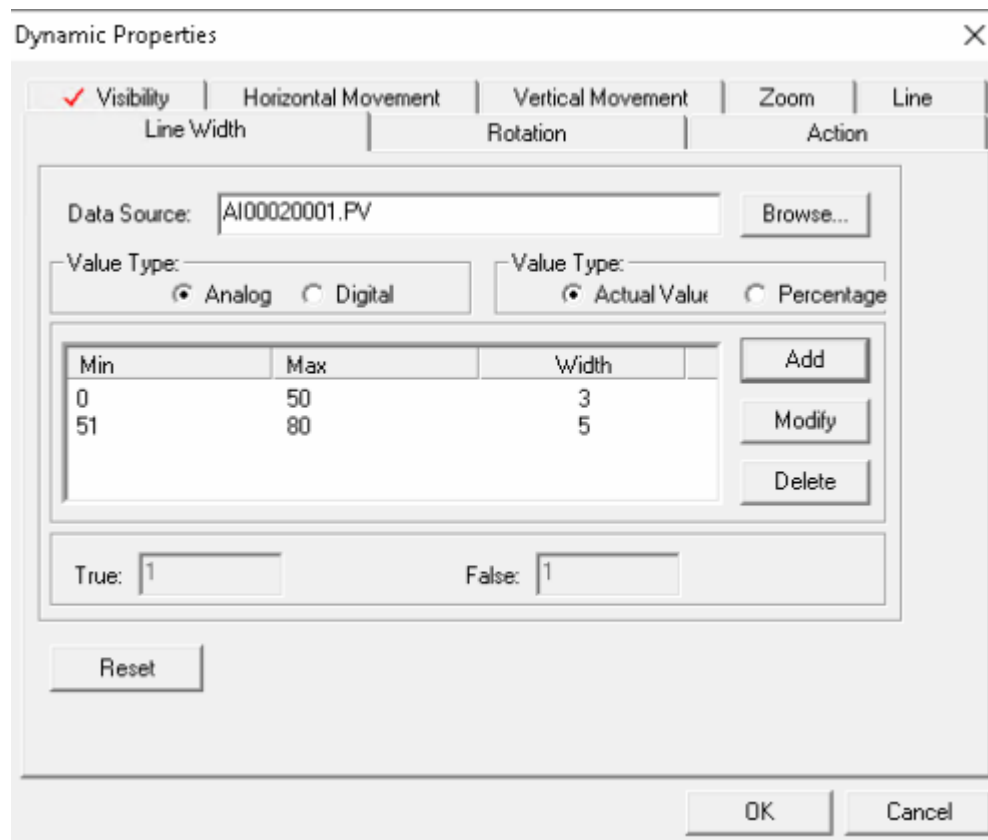 Dynamic Properties
Visibility Horizontal Movement Vertical Movement Zoom Line
Line Width Rotation Action
Data Source: AI00020001.PV Browse...
Value Type: Value Type:
Analog Digital Actual Value Percentage
Min Max Width Add
0 50 3
51 80 5 Modify
Delete
True: 1 False: 1
Reset
OK Cancel